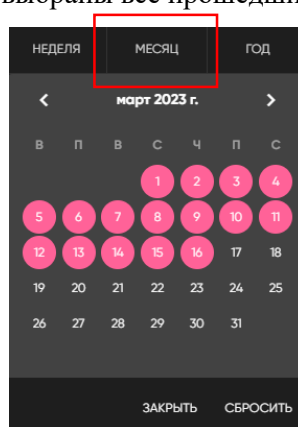 выбраны все прошедши
НЕДЕЛЯ МЕСЯЦ ГОД
< март 2023 г. >
В П В С Ч П С
1 2 3 4
5 6 7 8 9 10 11
12 13 14 15 16 17 18
19 20 21 22 23 24 25
26 27 28 29 30 31
ЗАКРЫТЬ СБРОСИТЬ